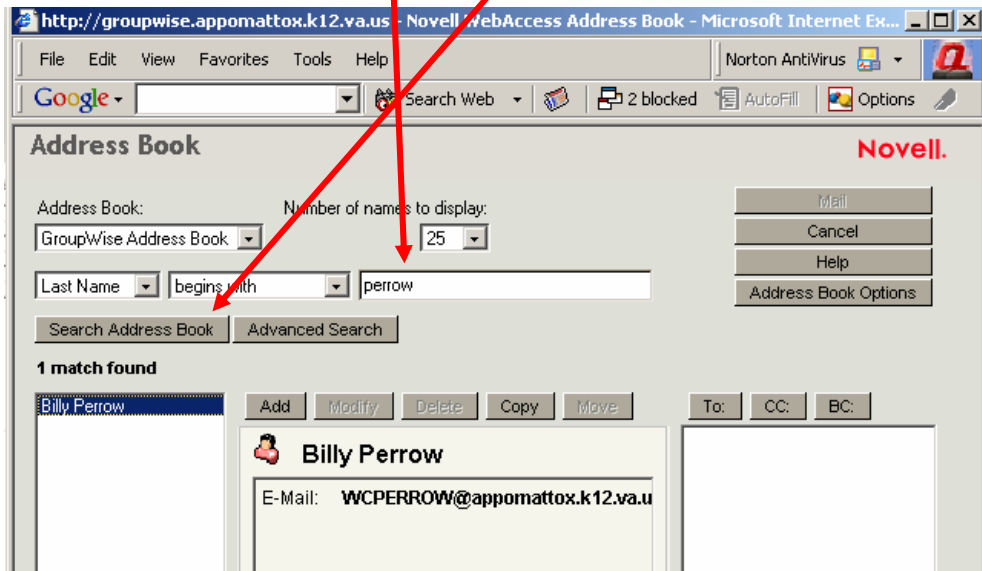 http://groupwise.appomattox.k12.va.us - Novell WebAccess Address Book - Microsoft Internet Ex...
File Edit View Favorites Tools Help Norton AntiVirus
Google Search Web 2 blocked AutoFill Options
Address Book Novell.
Address Book: Number of names to display: Mail
GroupWise Address Book 25 Cancel
Help
Last Name begins with perrow Address Book Options
Search Address Book Advanced Search
1 match found
Billy Perrow Add Modify Delete Copy Move To: CC: BC:
Billy Perrow
E-Mail: WCPERROW@appomattox.k12.va.u